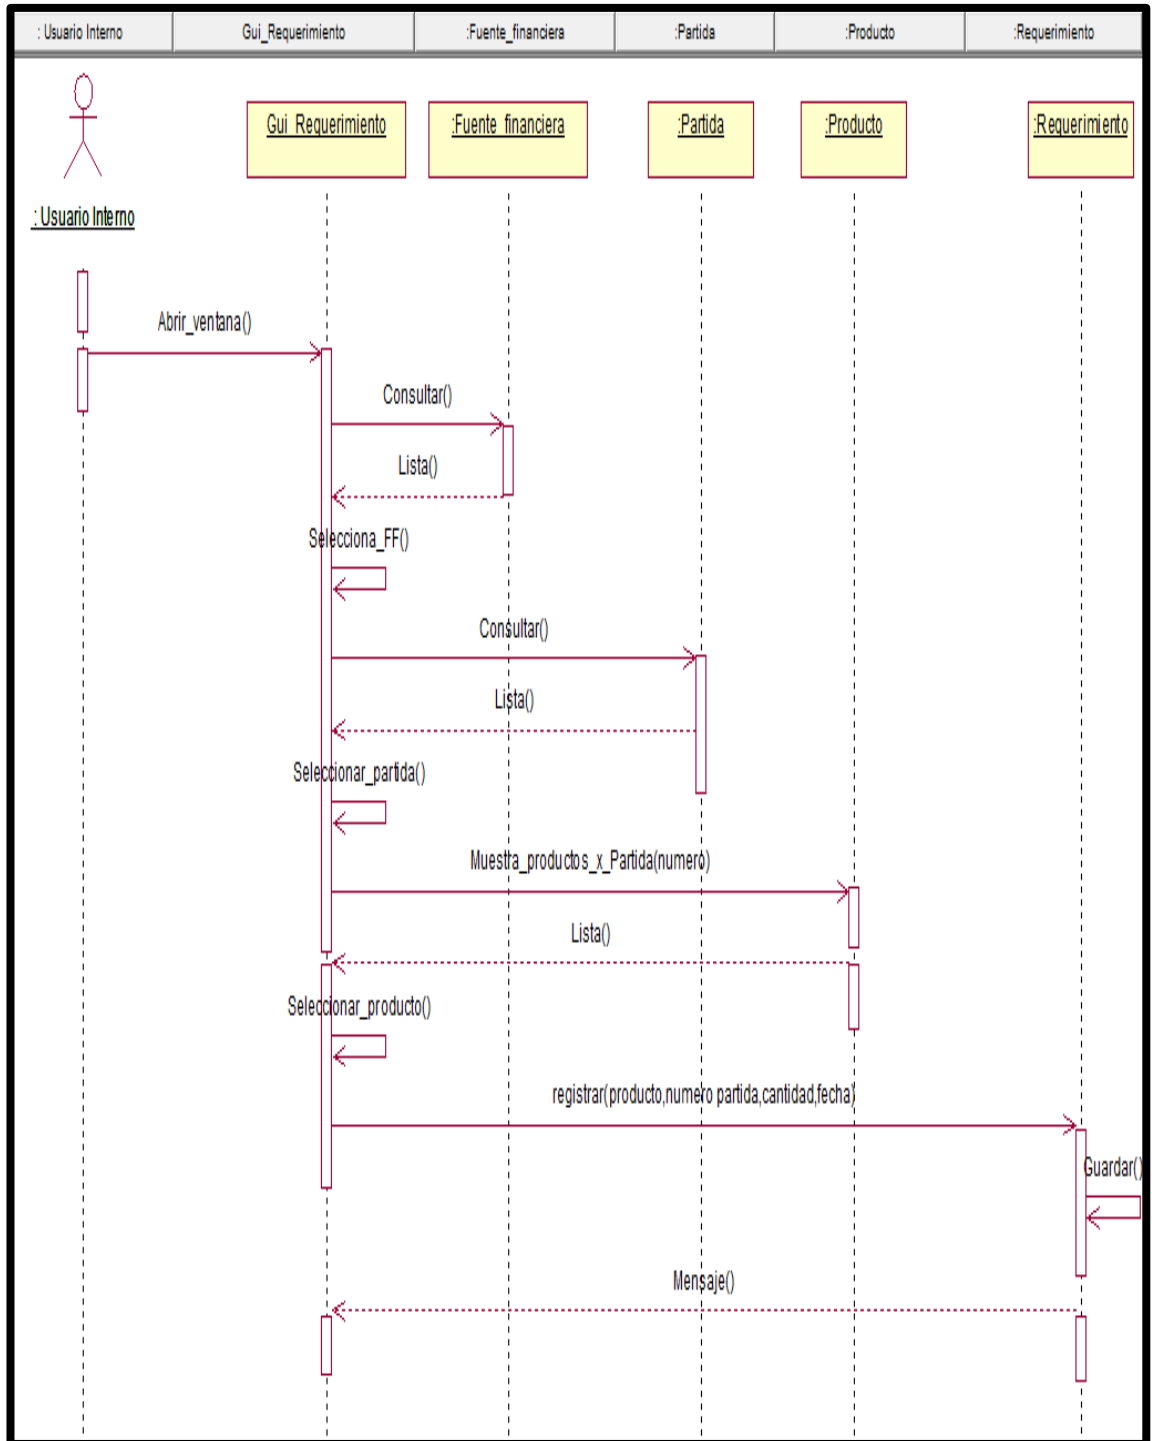 : Usuario Interno
Gui_Requerimiento
:Fuente_financiera
:Partida
:Producto
:Requerimiento
Gui_Requerimiento
:Fuente_financiera
:Partida
:Producto
:Requerimiento
: Usuario Interno
Abrir_ventana()
Consultar()
Lista()
Selecciona_FF()
Consultar()
Lista()
Seleccionar_partida()
Muestra_productos_x_Partida(numero)
Lista()
Seleccionar_producto()
registrar(producto,numero partida,cantidad,fecha)
Guardar()
Mensaje()